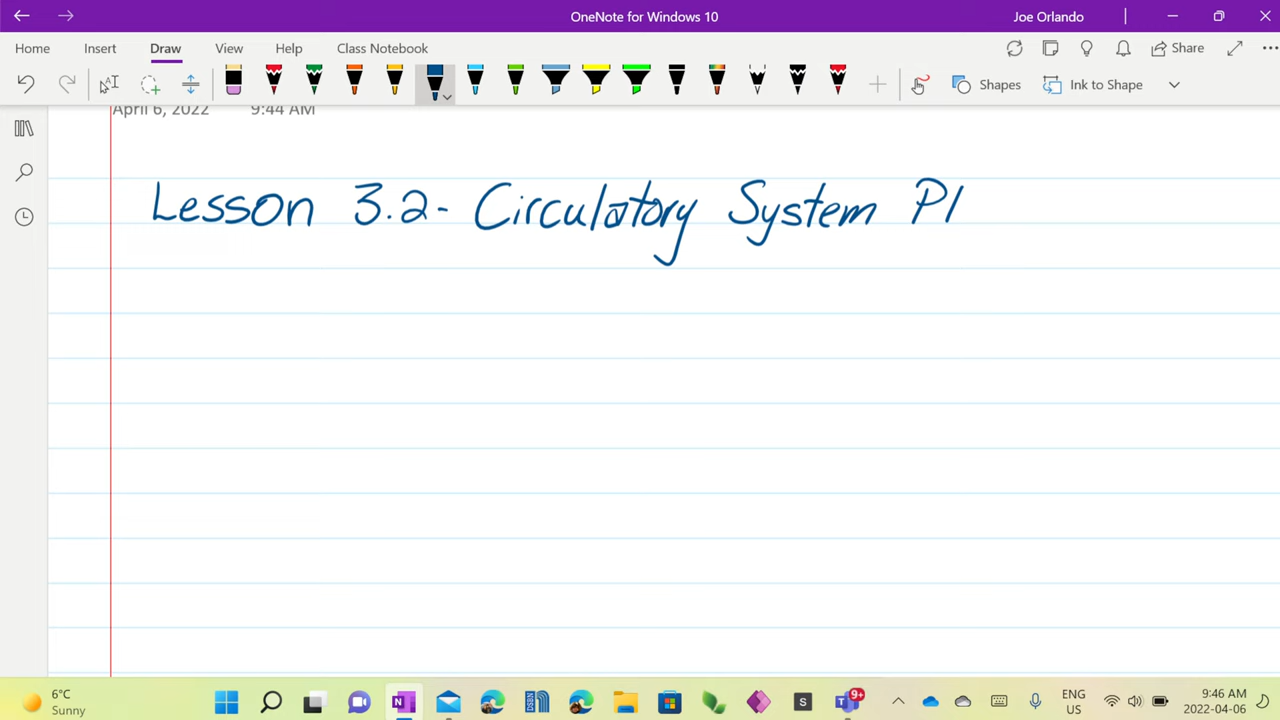 OneNote for Windows 10
Joe Orlando
Home Insert Draw View Help Class Notebook
Share
Shapes
Ink to Shape
April 6, 2022 9:44 AM
Lesson 3.2- Circulatory System P1
6°C
Sunny
DSBN
N
S
9+
ENG
US
9:46 AM
2022-04-06